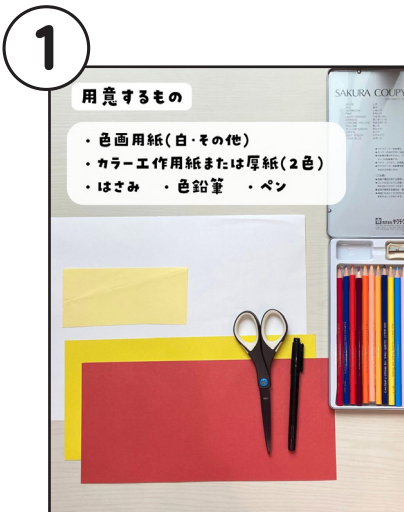 1
用意するもの
・色画用紙(白・その他)
・カラー工作用紙または厚紙(2色)
・はさみ ・色鉛筆 ・ペン
SAKURA COUPY